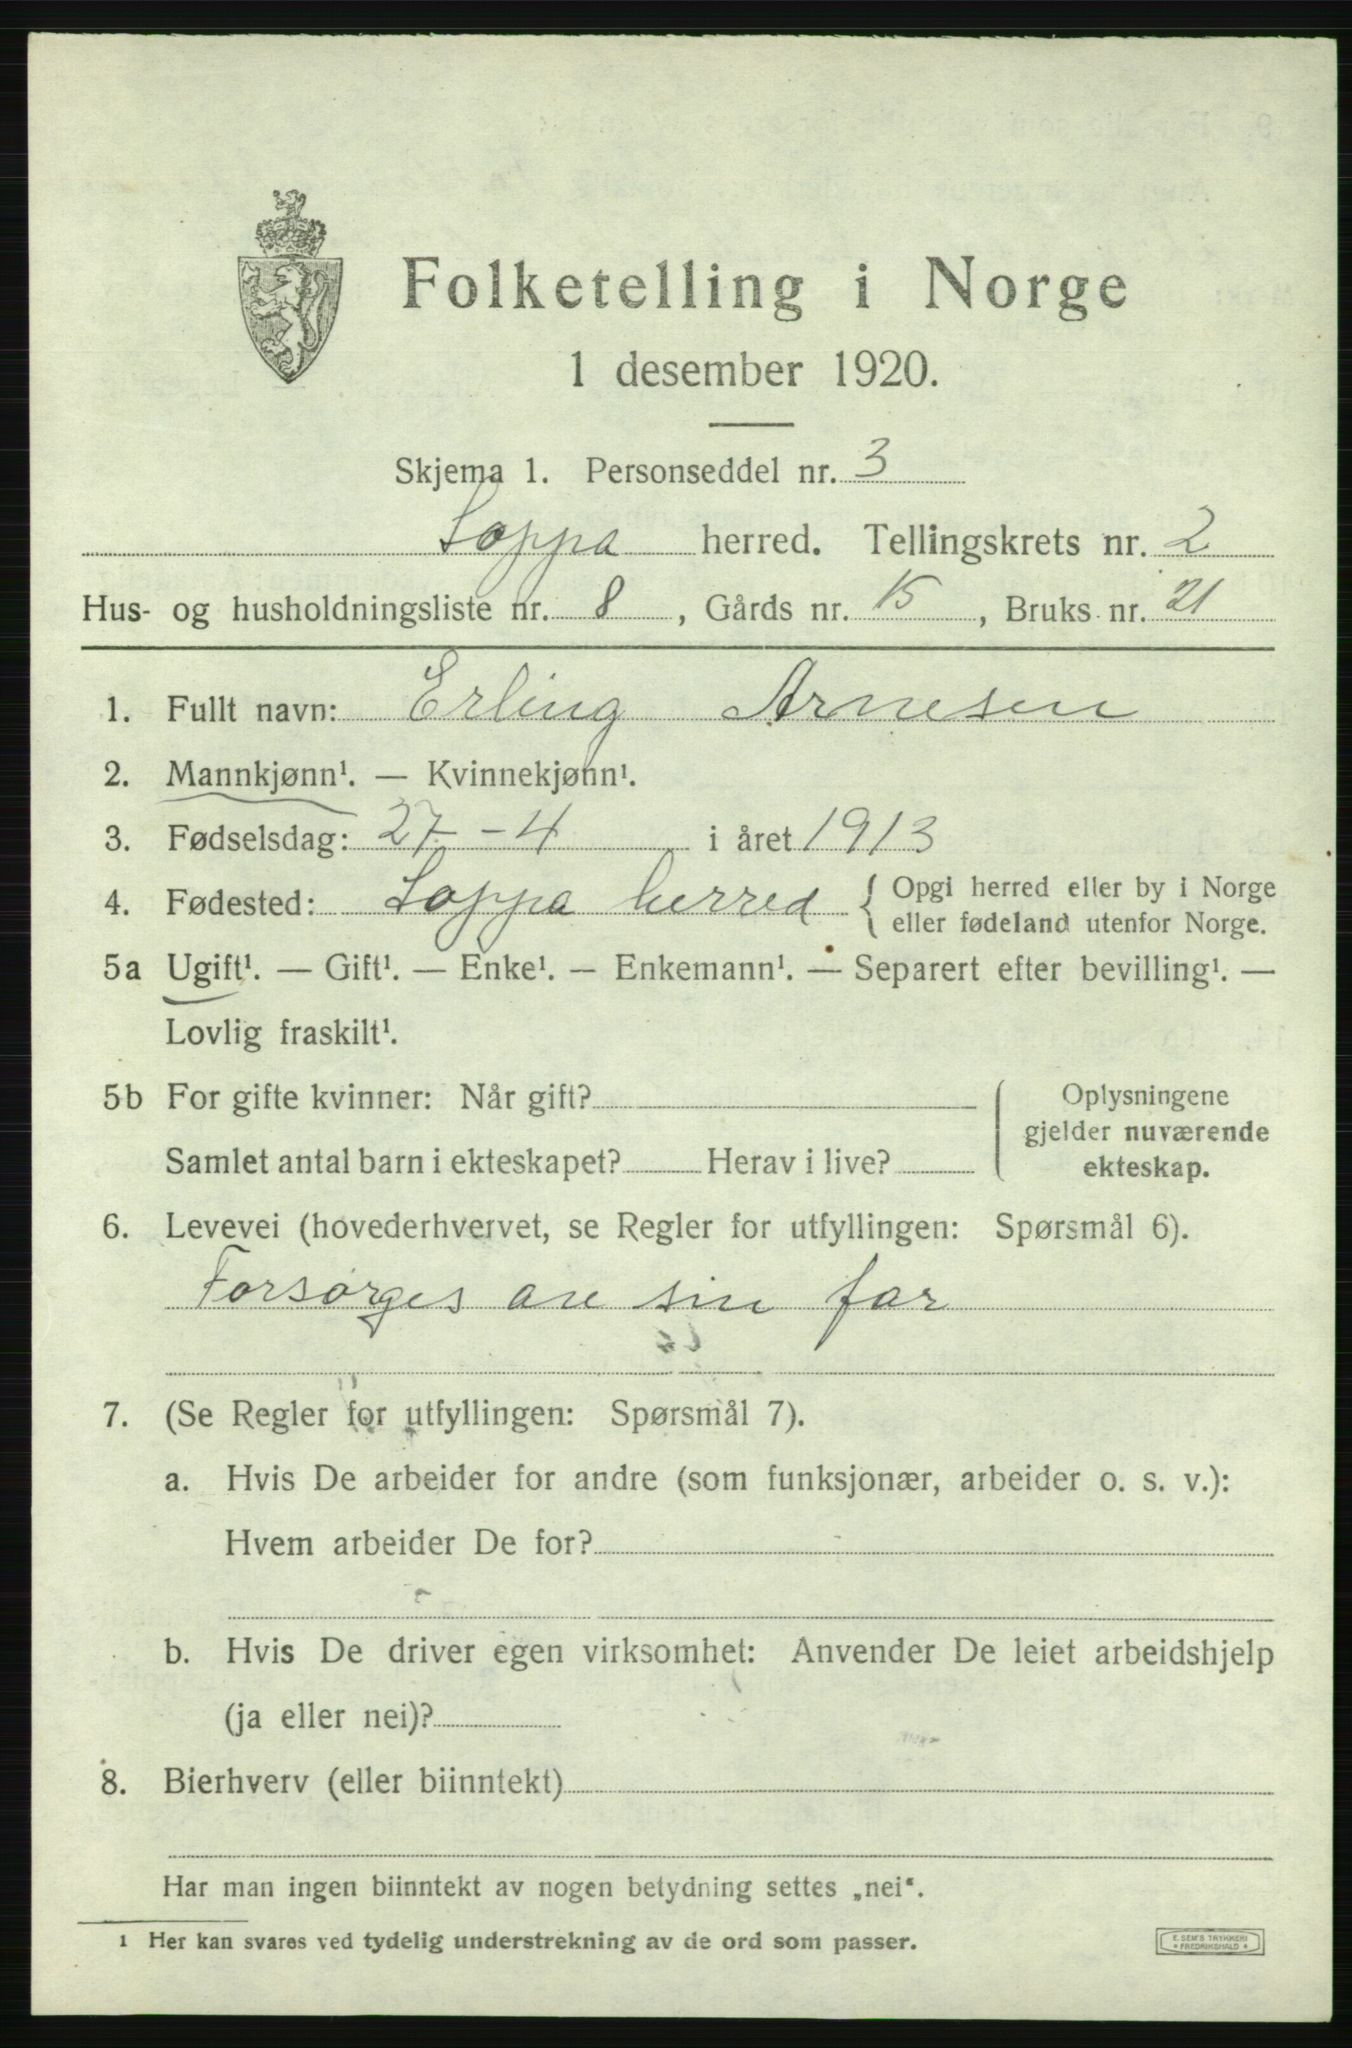 Folketelling i Norge
1 desember 1920.
Skjema 1. Personseddel nr. 3
Loppa herred. Tellingskrets nr. 2
Hus- og husholdningsliste nr. 8, Gårds nr. 15, Bruks nr. 21
1. Fullt navn: Erling Arnesen
2. Mannkjønn¹. — Kvinnekjønn¹.
3. Fødselsdag: 27-4 i året 1913
4. Fødested: Loppa herred { Opgi herred eller by i Norge
eller fødeland utenfor Norge.
5a Ugift¹. — Gift¹. — Enke¹. — Enkemann¹. — Separert efter bevilling¹. —
Lovlig fraskilt¹.
5b For gifte kvinner: Når gift?
Samlet antal barn i ekteskapet? Herav i live?
Oplysningene
gjelder nuværende
ekteskap.
6. Levevei (hovederhvervet, se Regler for utfyllingen: Spørsmål 6).
Forsørges av sin far
7. (Se Regler for utfyllingen: Spørsmål 7).
a. Hvis De arbeider for andre (som funksjonær, arbeider o. s. v.):
Hvem arbeider De for?
b. Hvis De driver egen virksomhet: Anvender De leiet arbeidshjelp
(ja eller nei)?
8. Bierhverv (eller biinntekt)
Har man ingen biinntekt av nogen betydning settes „nei“.
1 Her kan svares ved tydelig understrekning av de ord som passer.
E. SEM'S TRYKKERI
FREDRIKSHALD